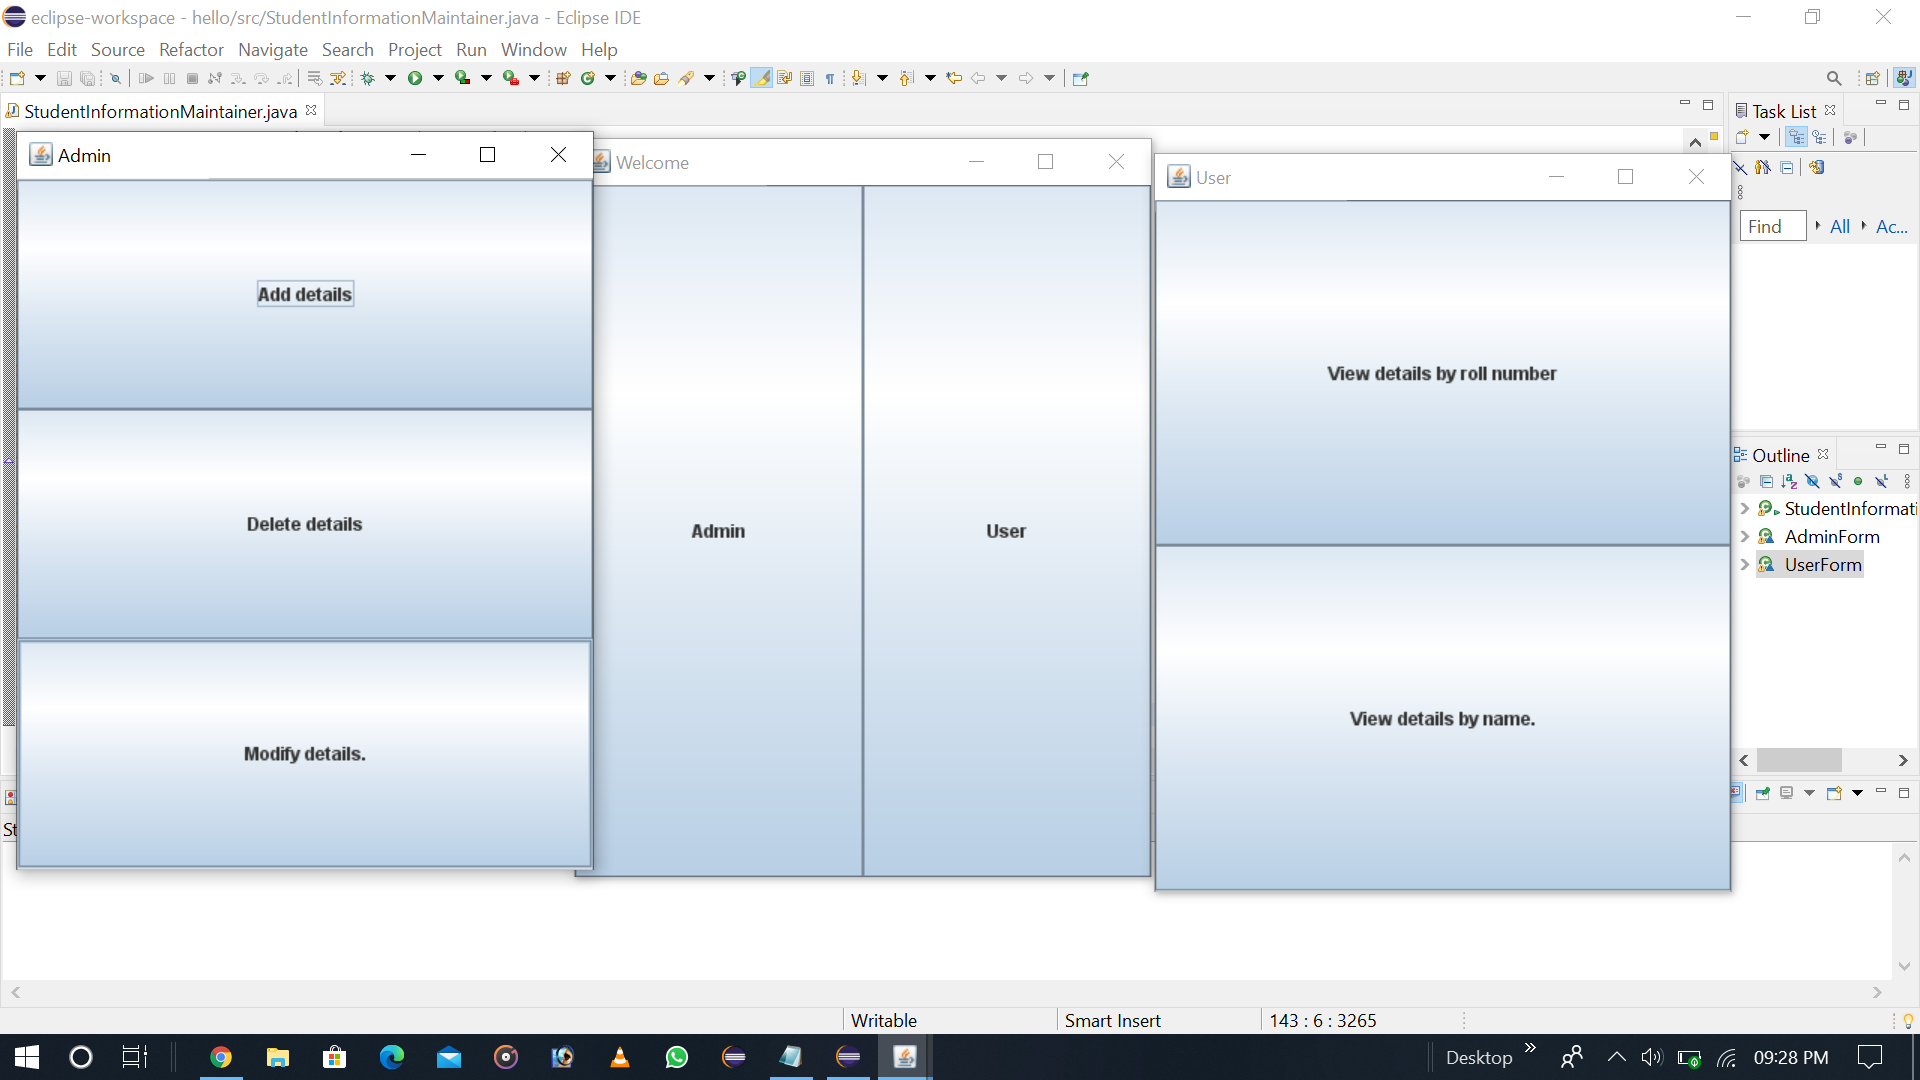 eclipse-workspace - hello/src/StudentInformationMaintainer.java - Eclipse IDE
File Edit Source Refactor Navigate Search Project Run Window Help
StudentInformationMaintainer.java
Task List
Find
All
Ac...
Admin
Add details
Delete details
Modify details.
Welcome
Admin
User
User
View details by roll number
View details by name.
Outline
StudentInformati
AdminForm
UserForm
St
Writable
Smart Insert
143 : 6 : 3265
Desktop
09:28 PM